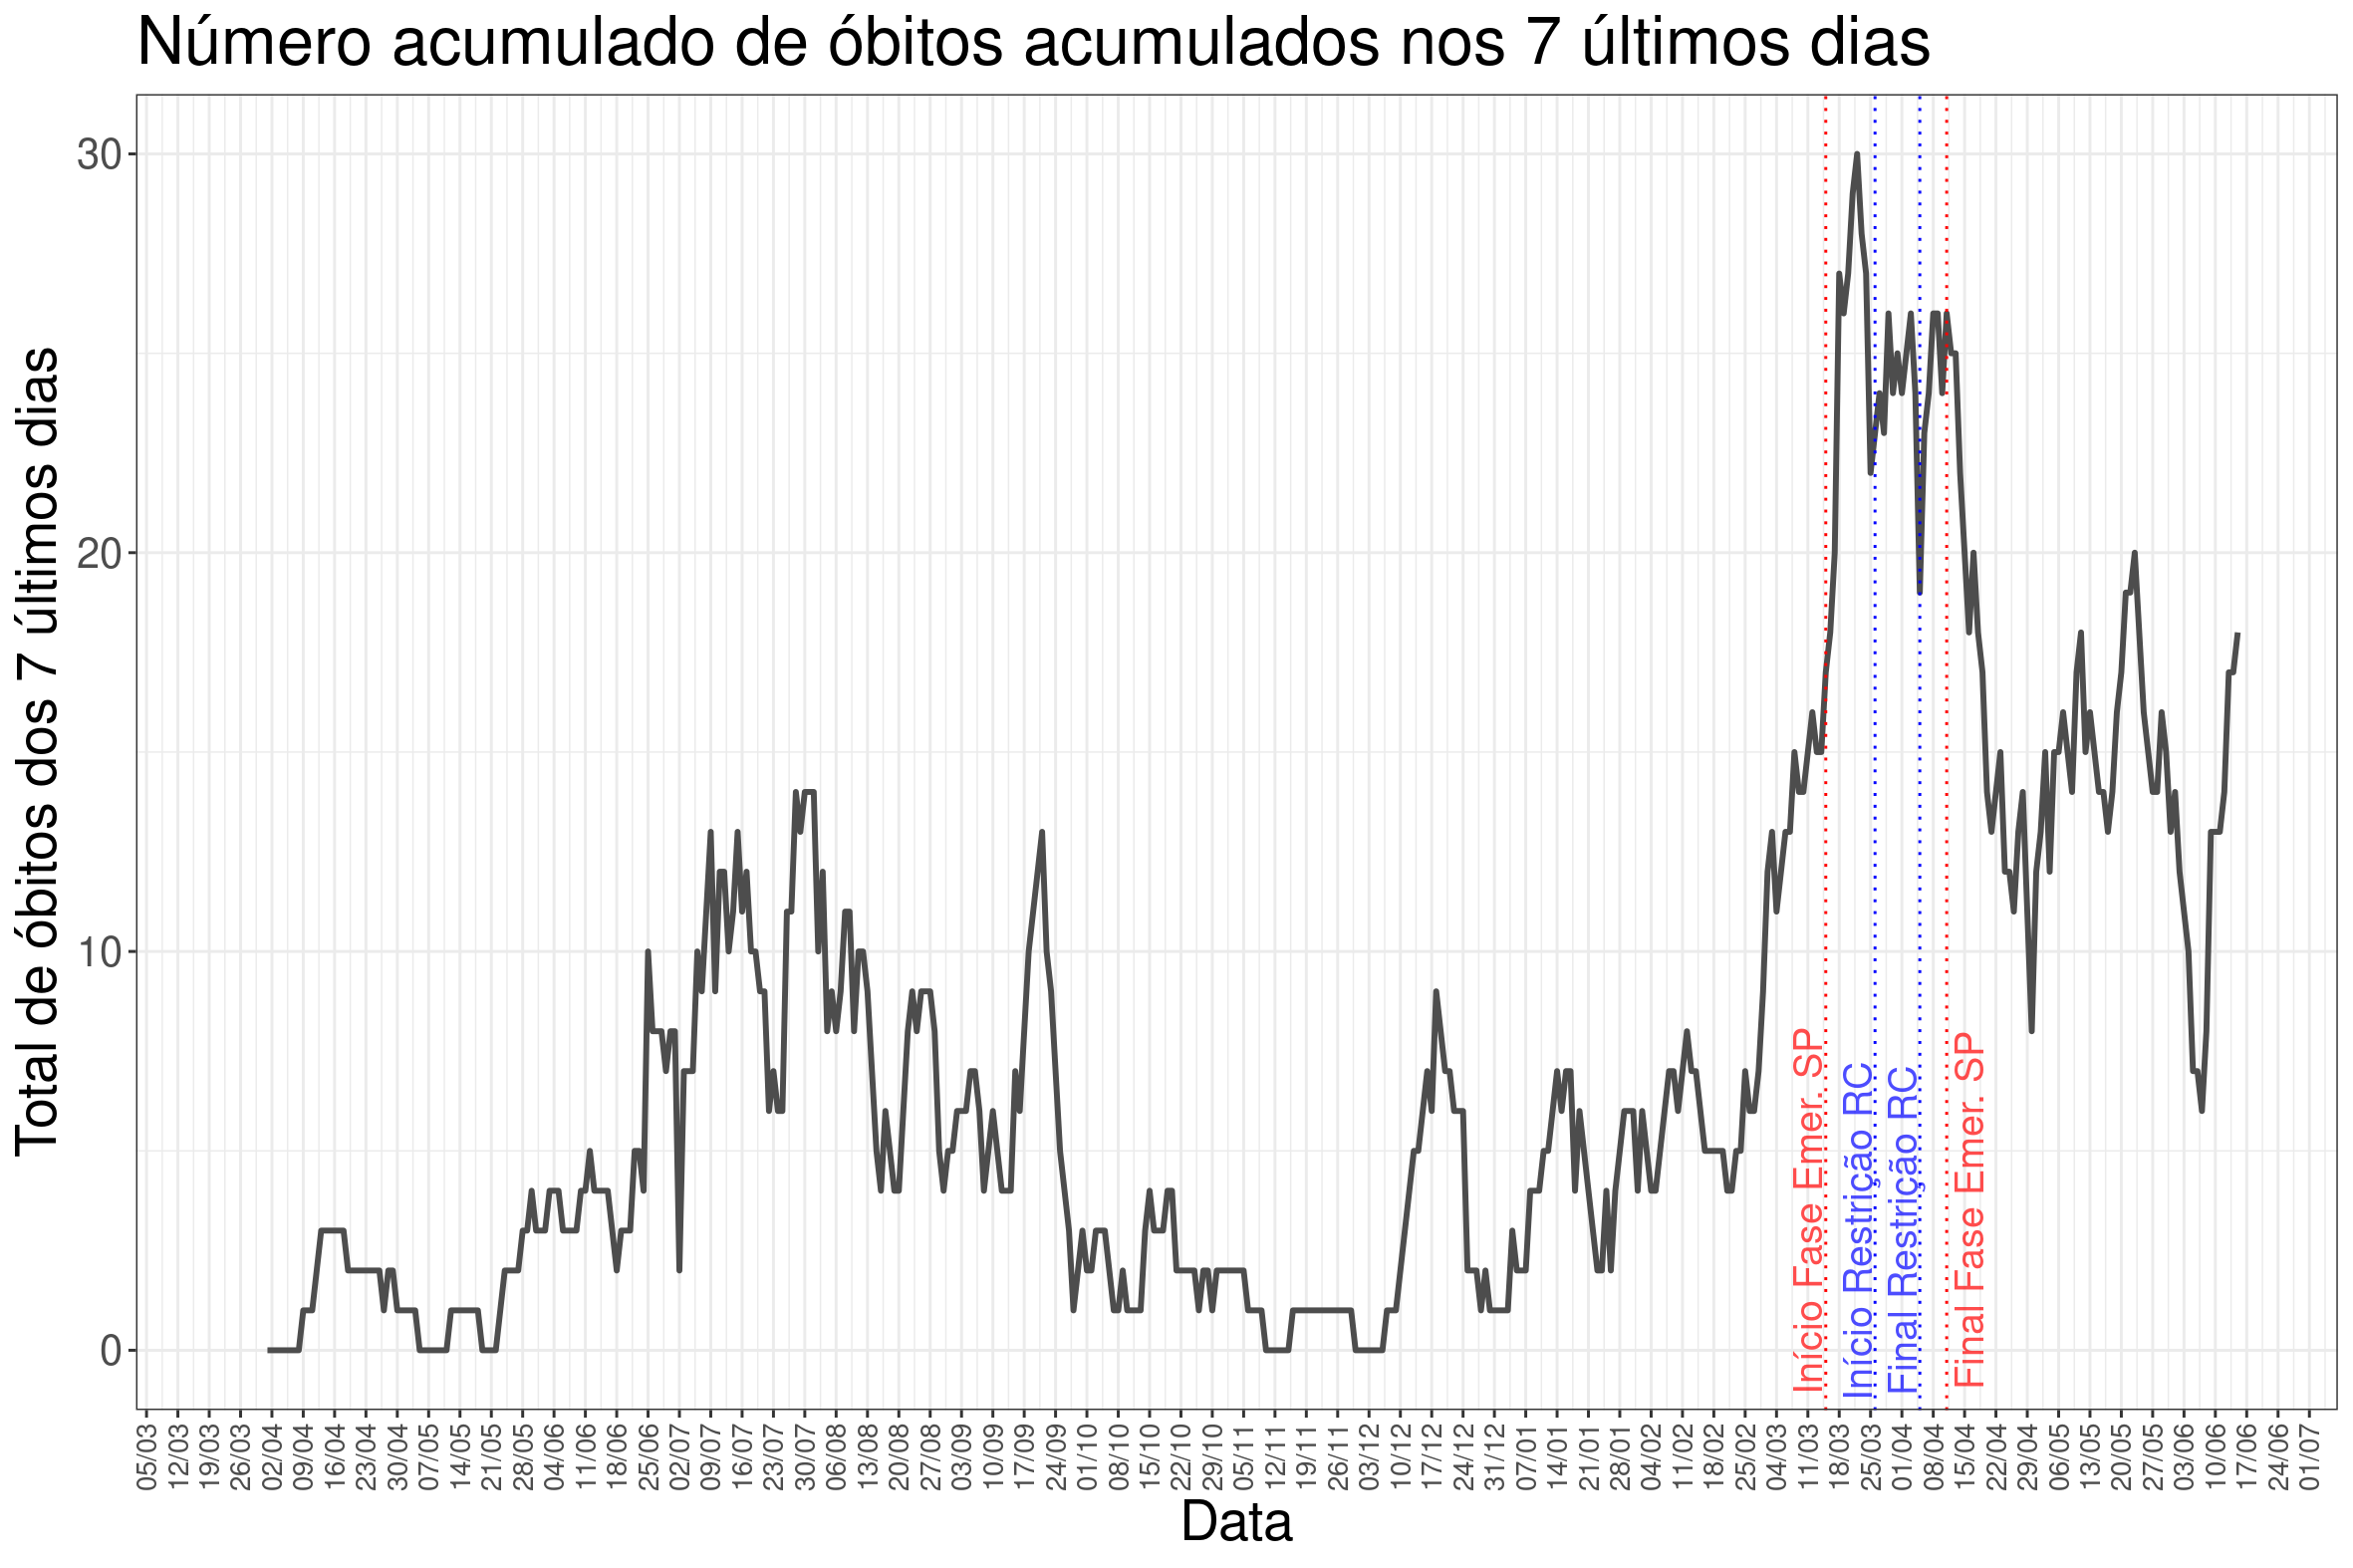 Número acumulado de óbitos acumulados nos 7 últimos dias
Total de óbitos dos 7 últimos dias
30
20
10
0
Início Fase Emer. SP
Início Restrição RC
Final Restrição RC
Final Fase Emer. SP
05/03 12/03 19/03 26/03 02/04 09/04 16/04 23/04 30/04 07/05 14/05 21/05 28/05 04/06 11/06 18/06 25/06 02/07 09/07 16/07 23/07 30/07 06/08 13/08 20/08 27/08 03/09 10/09 17/09 24/09 01/10 08/10 15/10 22/10 29/10 05/11 12/11 19/11 26/11 03/12 10/12 17/12 24/12 31/12 07/01 14/01 21/01 28/01 04/02 11/02 18/02 25/02 04/03 11/03 18/03 25/03 01/04 08/04 15/04 22/04 29/04 06/05 13/05 20/05 27/05 03/06 10/06 17/06 24/06 01/07
Data